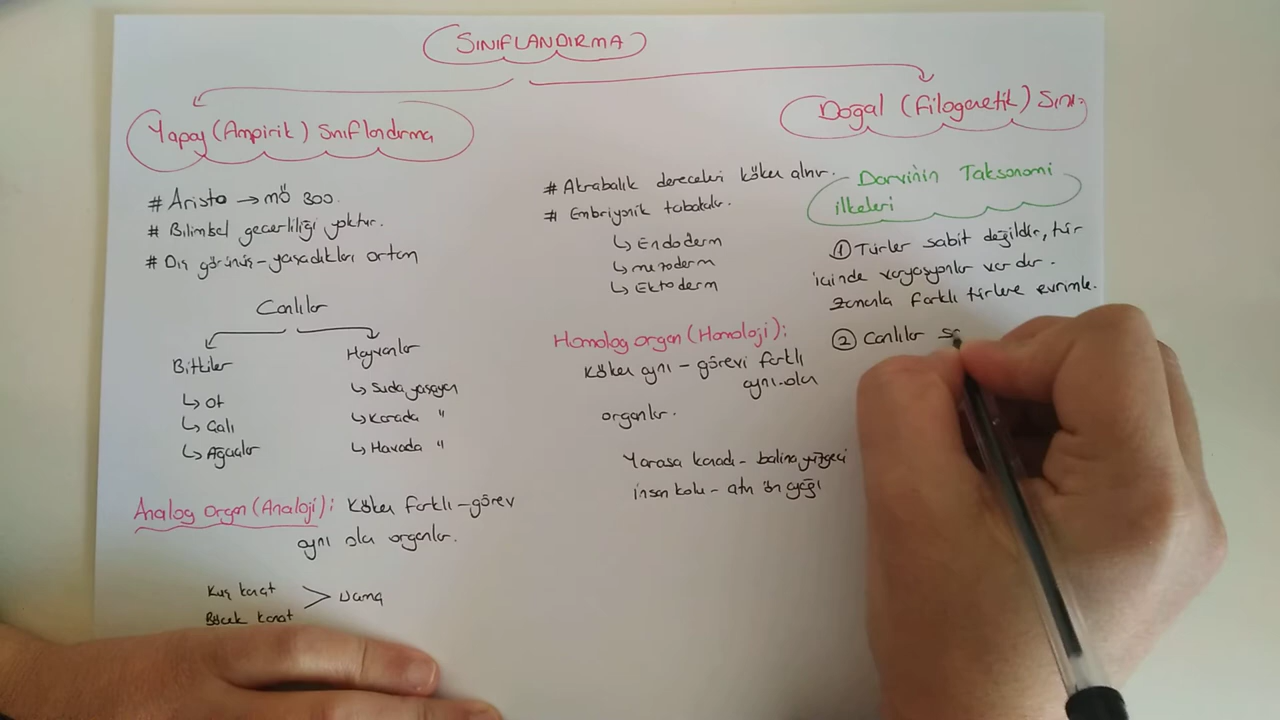 SINIFLANDIRMA
Yapay (Ampirik) Sınıflandırma
# Aristo → mö 300.
# Bilimsel geçerliliği yoktur.
# Dış görünüş - yaşadıkları ortam
Canlılar
Bitkiler
↳ ot
↳ Çalı
↳ Ağaçlar
Hayvanlar
↳ Suda yaşayan
↳ Karada "
↳ Havada "
Analog Organ (Analoji): Köken farklı - görev
aynı olan organlar.
Kuş kanat
Böcek kanat
> Uçma
Doğal (Filogenetik) Sını.
# Akrabalık dereceleri köken alınır.
# Embriyonik tabakalar.
↳ Endoderm
↳ mezoderm
↳ Ektoderm
Homolog organ (Homoloji):
Köken aynı - görevi farklı
aynı olan
organlar.
Yarasa kanadı - balina yüzgeci
insan kolu - atın ön ayağı
Darvinin Taksonomi
ilkeleri
① Türler sabit değildir, tür
içinde varyasyonlar vardır.
Zamanla farklı türlere evrimle.
② Canlılar